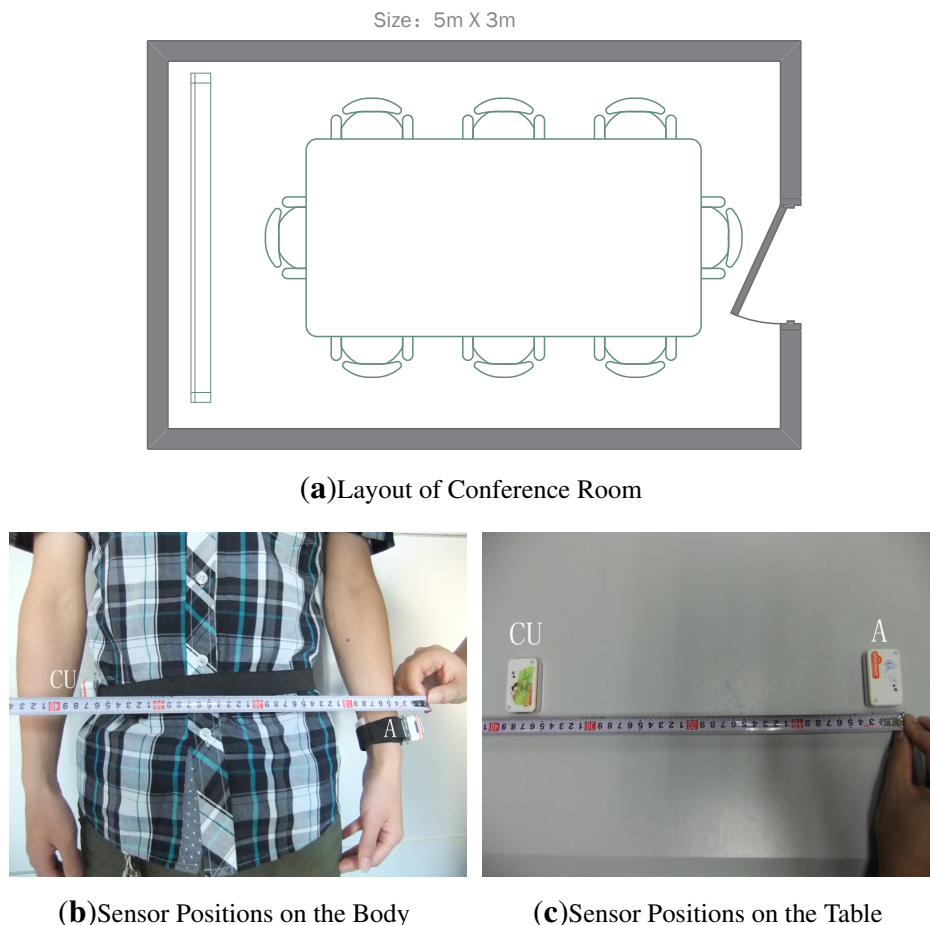 Size: 5m X 3m
(a)Layout of Conference Room
CU
A
CU
A
(b)Sensor Positions on the Body
(c)Sensor Positions on the Table